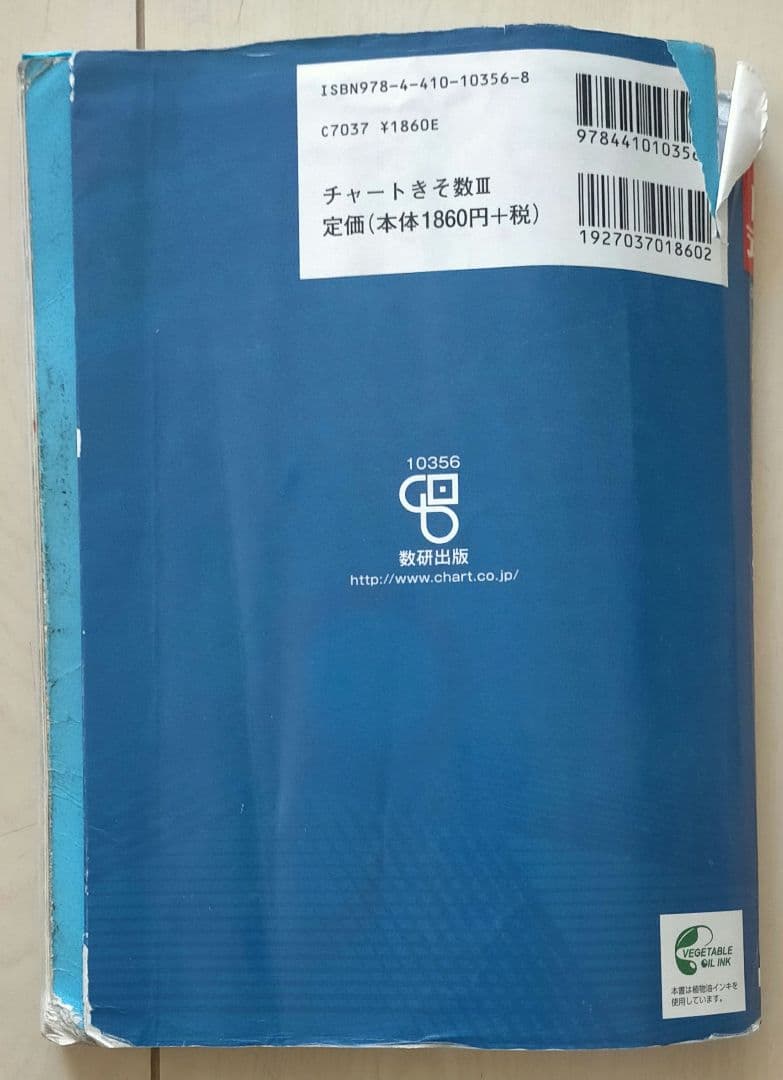 ISBN978-4-410-10356-8
C7037 ¥1860E
チャートきそ数Ⅲ
定価(本体1860円+税)
978441010356
1927037018602
10356
数研出版
http://www.chart.co.jp/
VEGETABLE
OIL INK
本書は植物油インキを
使用しています。